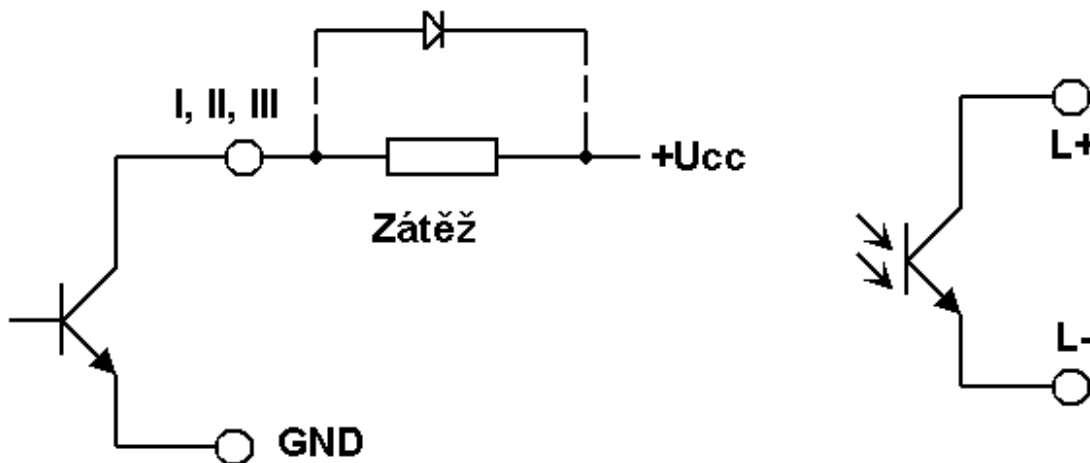 I, II, III
+Ucc
Zátěž
GND
L+
L-